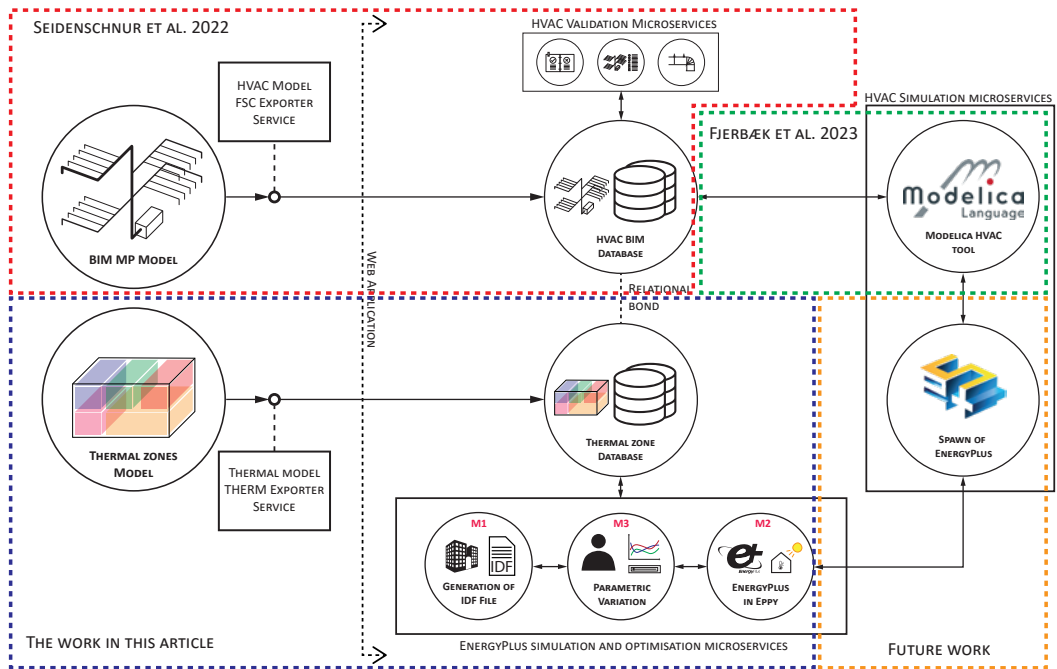 Seidenschnur et al. 2022
HVAC Validation Microservices
HVAC Model
FSC Exporter
Service
BIM MP Model
HVAC BIM
Database
HVAC Simulation microservices
Fjerbæk et al. 2023
Modelica
Language
Modelica HVAC
tool
Web Application
Relational
bond
Thermal zones
Model
Thermal model
THERM Exporter
Service
Thermal zone
Database
Spawn of
EnergyPlus
M1
IDF
Generation of
IDF File
M3
Parametric
Variation
M2
e+
EnergyPlus
EnergyPlus
in Eppy
The work in this article
EnergyPlus simulation and optimisation microservices
Future work